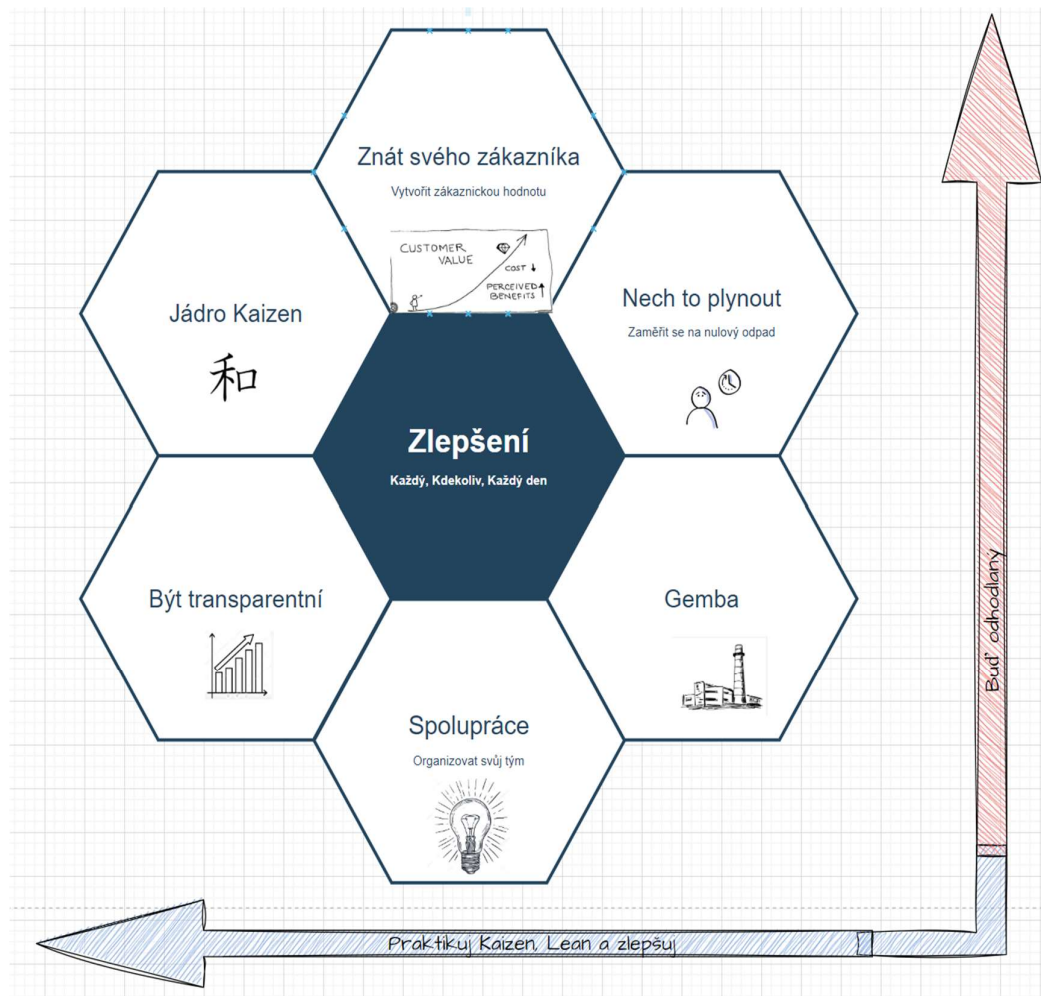 Znát svého zákazníka
Vytvořit zákaznickou hodnotu
CUSTOMER
VALUE
COST ↓
PERCEIVED
BENEFITS ↑
Jádro Kaizen
和
Nech to plynout
Zaměřit se na nulový odpad
Zlepšení
Každý, Kdekoliv, Každý den
Být transparentní
Gemba
Spolupráce
Organizovat svůj tým
Buď odhodlaný
Praktikuj Kaizen, Lean a zlepšuj